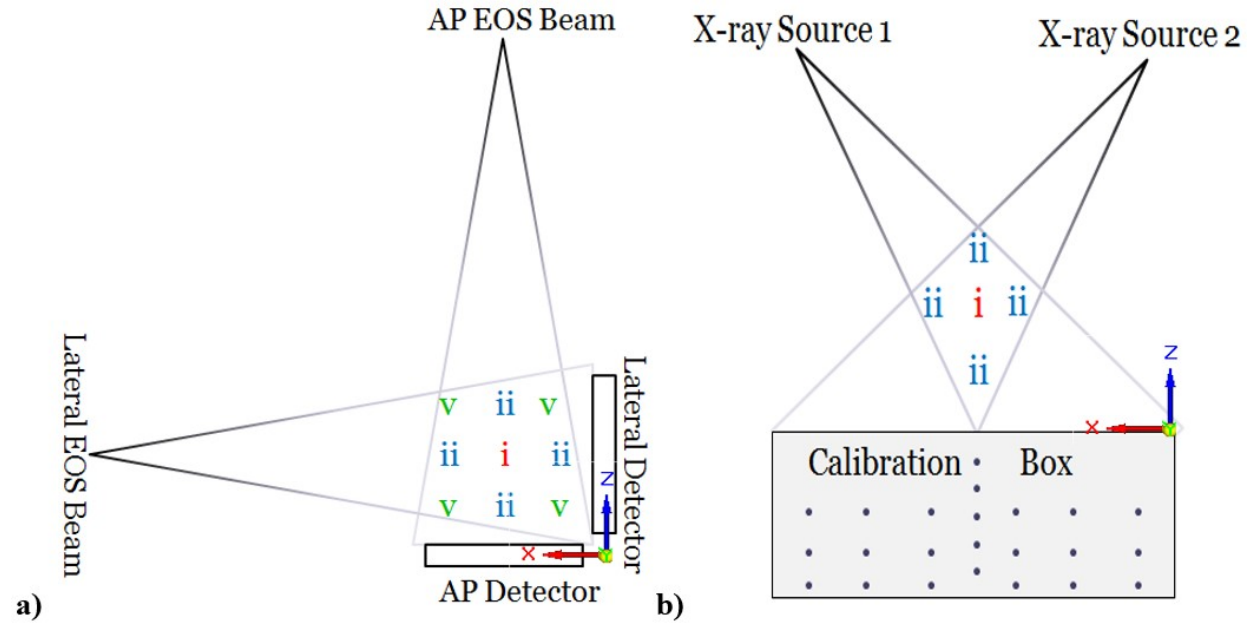 AP EOS Beam
X-ray Source 1
X-ray Source 2
Lateral EOS Beam
Lateral Detector
v ii v
ii i ii
v ii v
Z
X
Y
AP Detector
a)
ii
ii i ii
ii
Z
X
Y
Calibration Box
b)